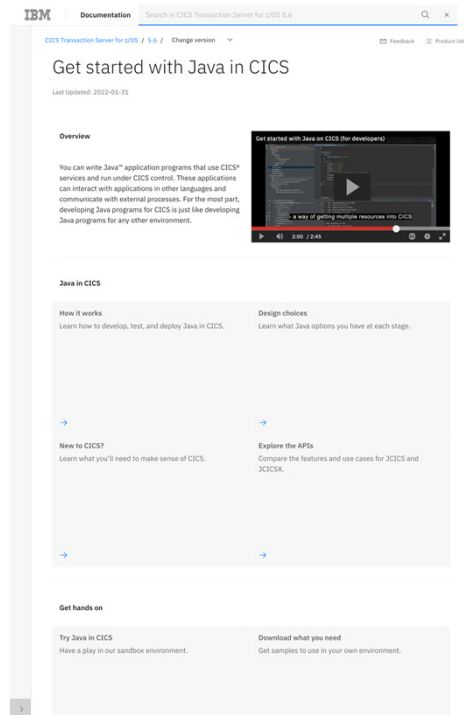 IBM Documentation Search in CICS Transaction Server for z/OS 5.6
CICS Transaction Server for z/OS / 5.6 / Change version
Feedback Product list
Get started with Java in CICS
Last Updated: 2022-01-31
Overview
You can write Java™ application programs that use CICS®
services and run under CICS control. These applications
can interact with applications in other languages and
communicate with external processes. For the most part,
developing Java programs for CICS is just like developing
Java programs for any other environment.
Get started with Java on CICS (for developers)
- a way of getting multiple resources into CICS
2:00 / 2:45
Java in CICS
How it works
Learn how to develop, test, and deploy Java in CICS.
Design choices
Learn what Java options you have at each stage.
New to CICS?
Learn what you'll need to make sense of CICS.
Explore the APIs
Compare the features and use cases for JCICS and
JCICSX.
Get hands on
Try Java in CICS
Have a play in our sandbox environment.
Download what you need
Get samples to use in your own environment.